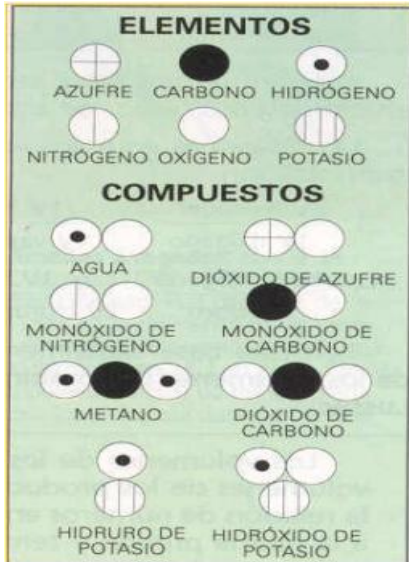 ELEMENTOS
AZUFRE CARBONO HIDRÓGENO
NITRÓGENO OXÍGENO POTASIO
COMPUESTOS
AGUA
DIÓXIDO DE AZUFRE
MONÓXIDO DE NITRÓGENO
MONÓXIDO DE CARBONO
METANO
DIÓXIDO DE CARBONO
HIDRURO DE POTASIO
HIDRÓXIDO DE POTASIO